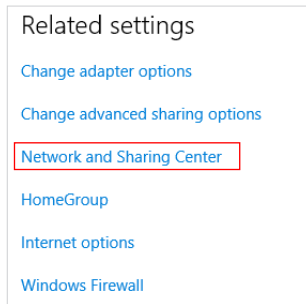 Related settings
Change adapter options
Change advanced sharing options
Network and Sharing Center
HomeGroup
Internet options
Windows Firewall